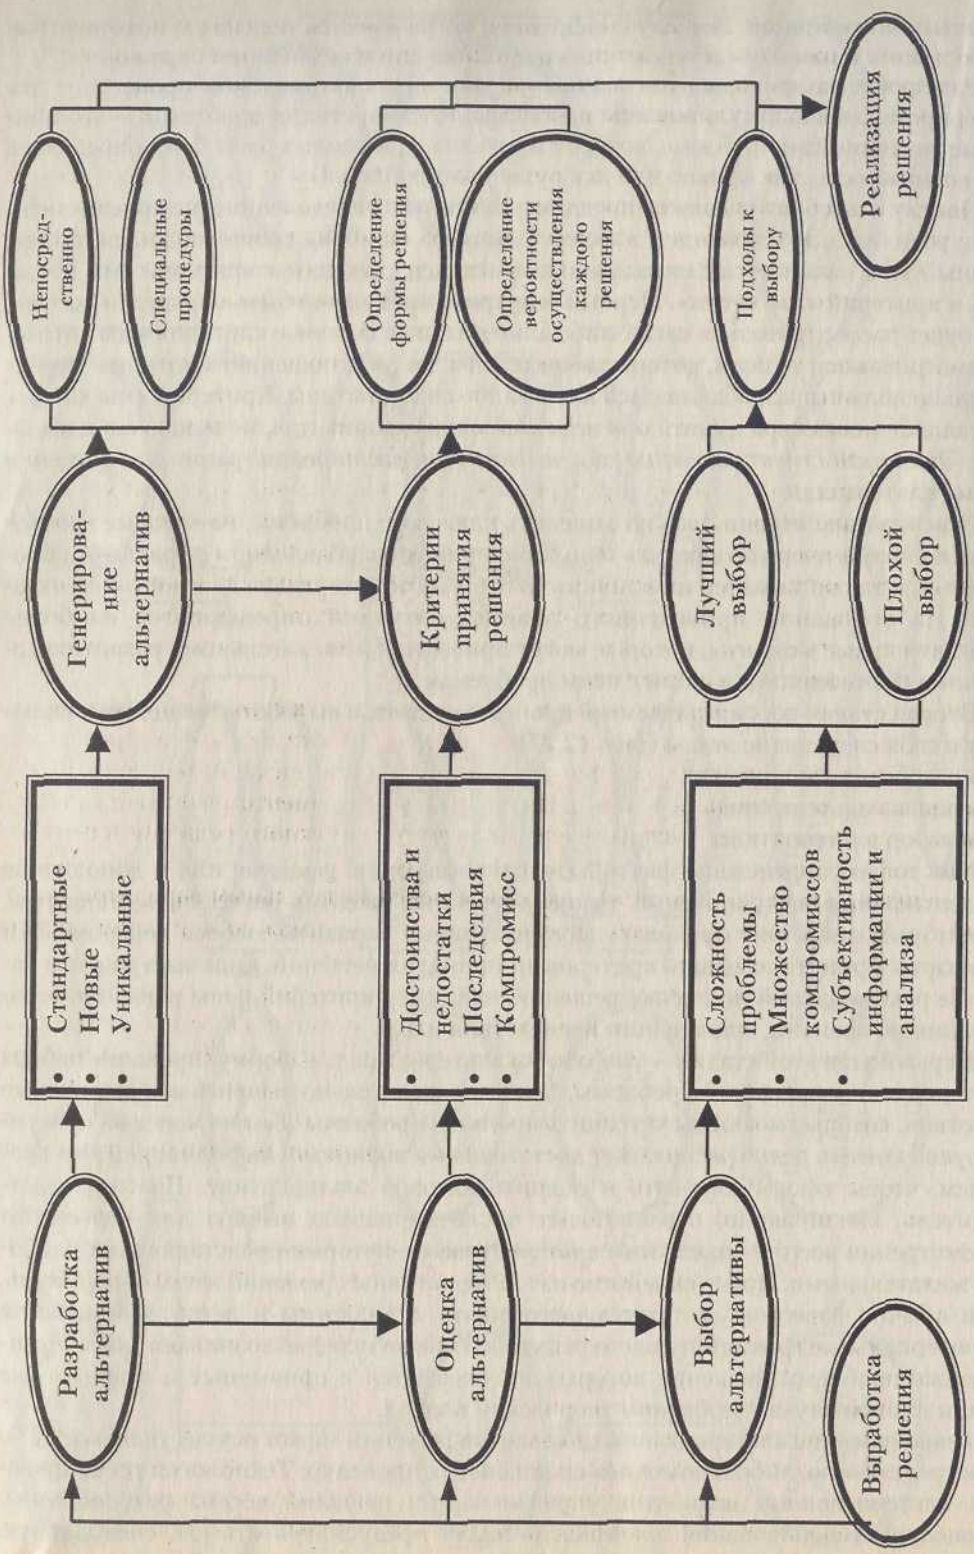 Разработка
альтернатив
• Стандартные
• Новые
• Уникальные
Генерирова-
ние
альтернатив
Непосред-
ственно
Специальные
процедуры
Оценка
альтернатив
• Достоинства и
недостатки
• Последствия
• Компромисс
Критерии
принятия
решения
Определение
формы решения
Определение
вероятности
осуществления
каждого
решения
Выбор
альтернативы
• Сложность
проблемы
• Множество
компромиссов
• Субъективность
информации и
анализа
Лучший
выбор
Плохой
выбор
Подходы к
выбору
Выработка
решения
Реализация
решения